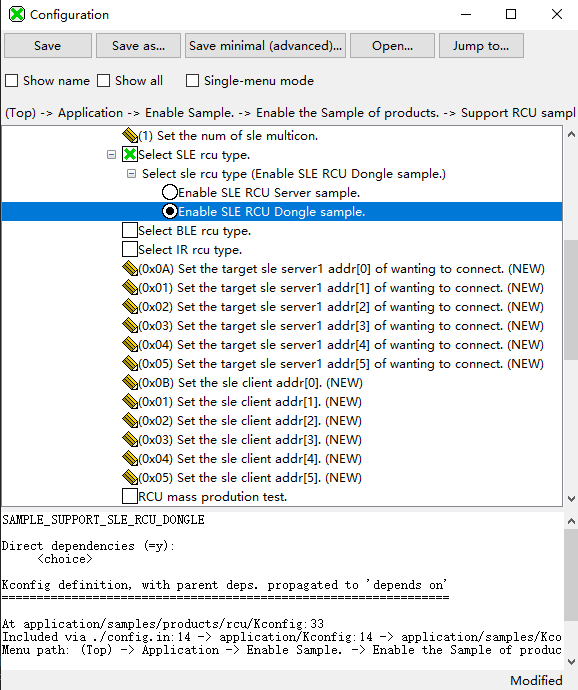 Configuration
Save
Save as...
Save minimal (advanced)...
Open...
Jump to...
Show name
Show all
Single-menu mode
(Top) -> Application -> Enable Sample. -> Enable the Sample of products. -> Support RCU sampl
(1) Set the num of sle multicon.
Select SLE rcu type.
Select sle rcu type (Enable SLE RCU Dongle sample.)
Enable SLE RCU Server sample.
Enable SLE RCU Dongle sample.
Select BLE rcu type.
Select IR rcu type.
(0x0A) Set the target sle server1 addr[0] of wanting to connect. (NEW)
(0x01) Set the target sle server1 addr[1] of wanting to connect. (NEW)
(0x02) Set the target sle server1 addr[2] of wanting to connect. (NEW)
(0x03) Set the target sle server1 addr[3] of wanting to connect. (NEW)
(0x04) Set the target sle server1 addr[4] of wanting to connect. (NEW)
(0x05) Set the target sle server1 addr[5] of wanting to connect. (NEW)
(0x0B) Set the sle client addr[0]. (NEW)
(0x01) Set the sle client addr[1]. (NEW)
(0x02) Set the sle client addr[2]. (NEW)
(0x03) Set the sle client addr[3]. (NEW)
(0x04) Set the sle client addr[4]. (NEW)
(0x05) Set the sle client addr[5]. (NEW)
RCU mass prodution test.
SAMPLE_SUPPORT_SLE_RCU_DONGLE
Direct dependencies (=y):
<choice>
Kconfig definition, with parent deps. propagated to 'depends on'
================================================================
At application/samples/products/rcu/Kconfig:33
Included via ./config.in:14 -> application/Kconfig:14 -> application/samples/Kco
Menu path: (Top) -> Application -> Enable Sample. -> Enable the Sample of produc
Modified